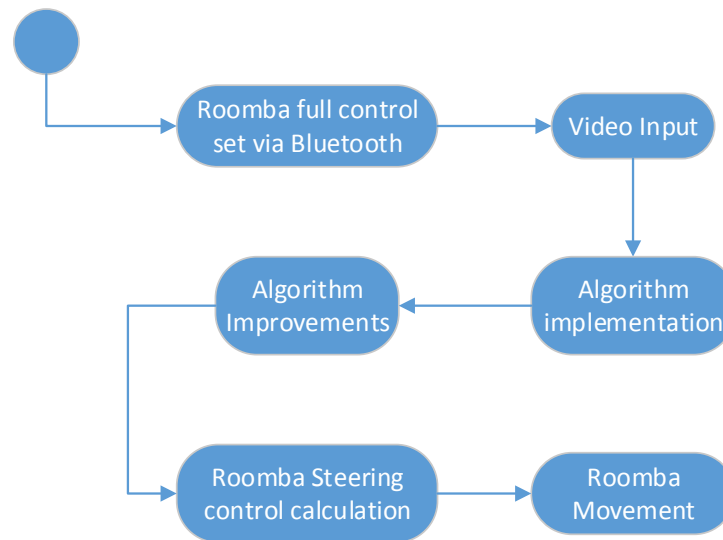 Roomba full control
set via Bluetooth
Video Input
Algorithm
implementation
Algorithm
Improvements
Roomba Steering
control calculation
Roomba
Movement